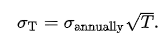 σ_T = σ_annually √T.